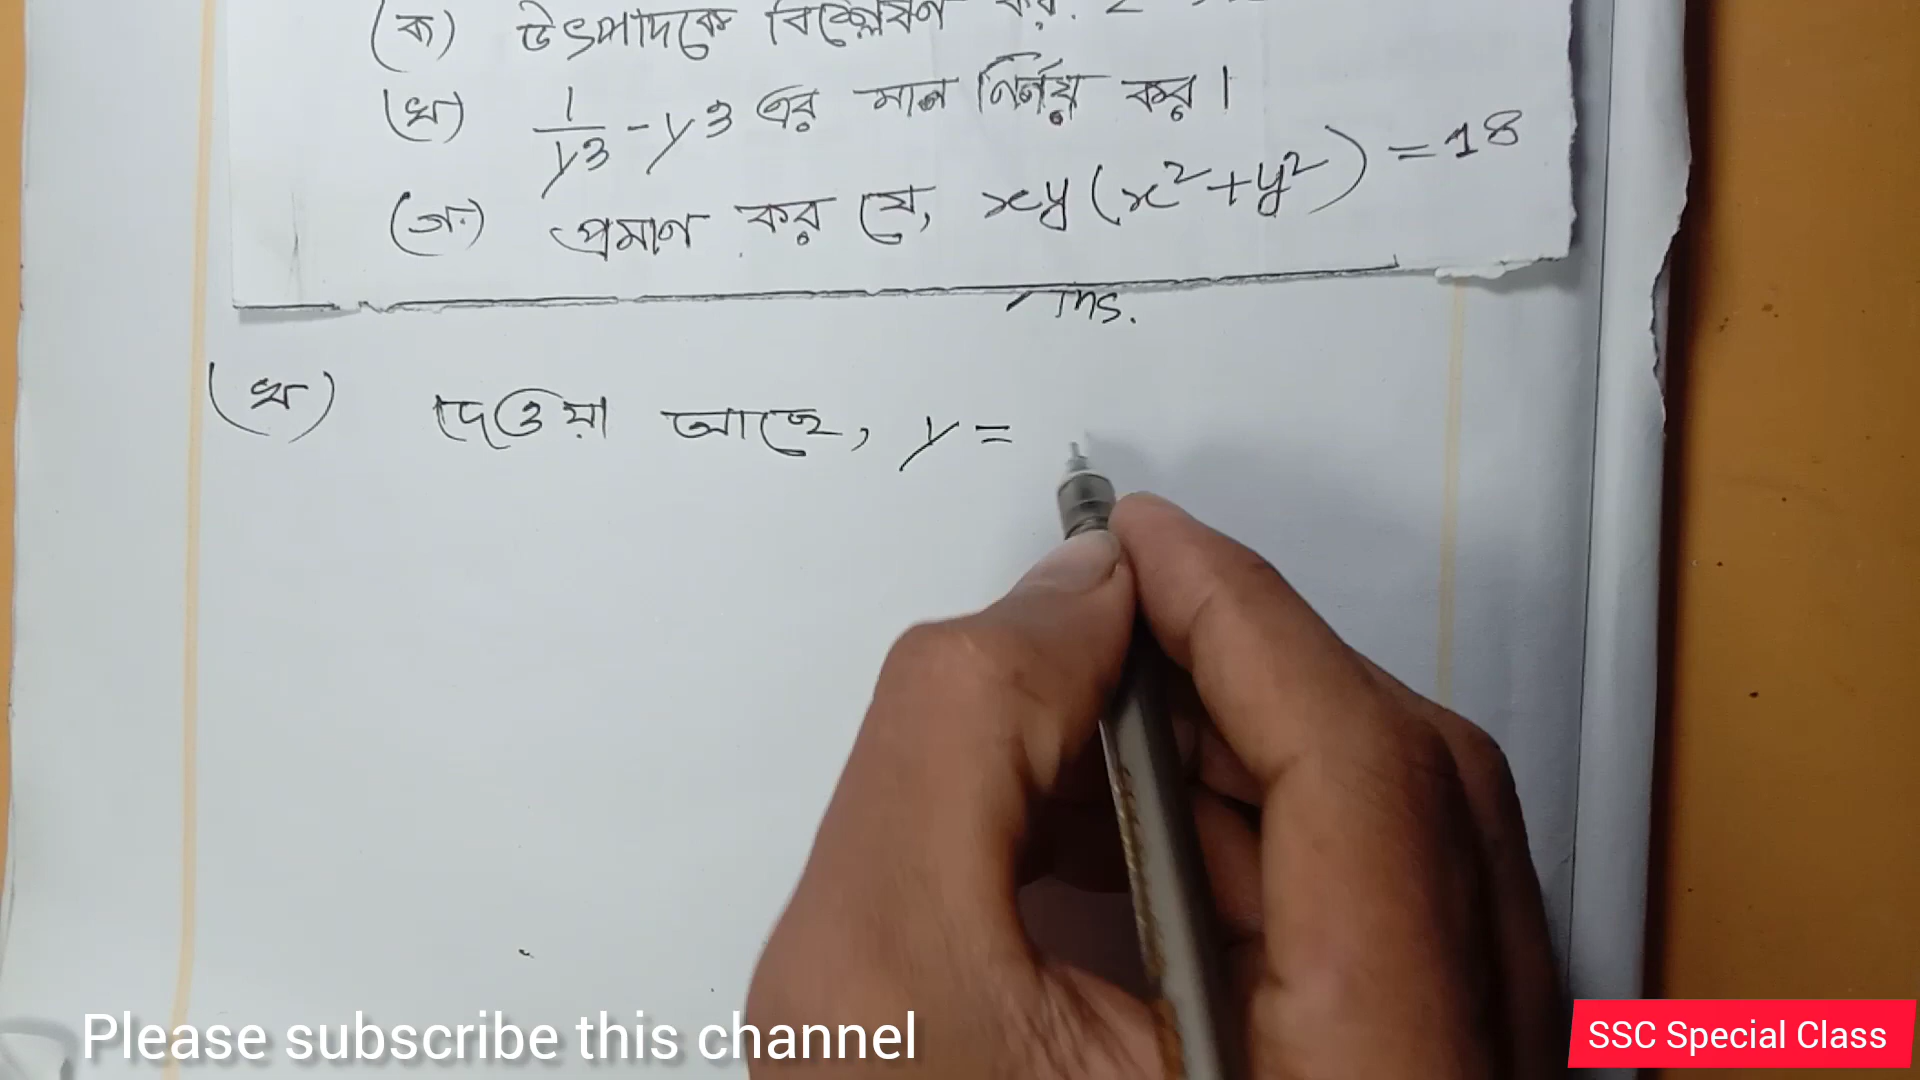 (ক) উৎপাদকে বিশ্লেষণ কর:
(খ) 1/y3 - y3 এর মান নির্নয় কর।
(গ) প্রমাণ কর যে, xy(x²+y²) = 18
Ans.
(খ) দেওয়া আছে, y =
Please subscribe this channel
SSC Special Class